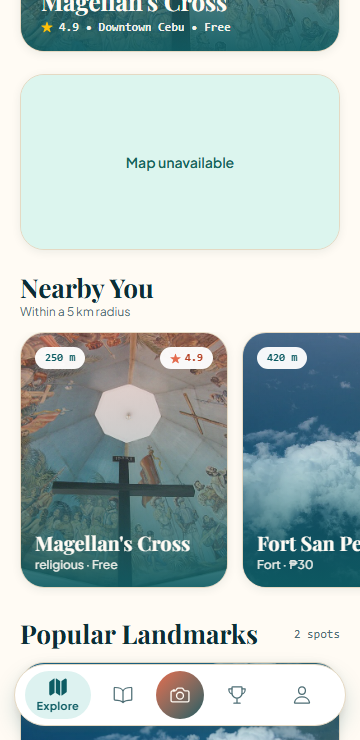 Magellan's Cross
★ 4.9 • Downtown Cebu • Free
Map unavailable
Nearby You
Within a 5 km radius
250 m
★ 4.9
Magellan's Cross
religious · Free
420 m
Fort San Pe
Fort · ₱30
Popular Landmarks
2 spots
Explore